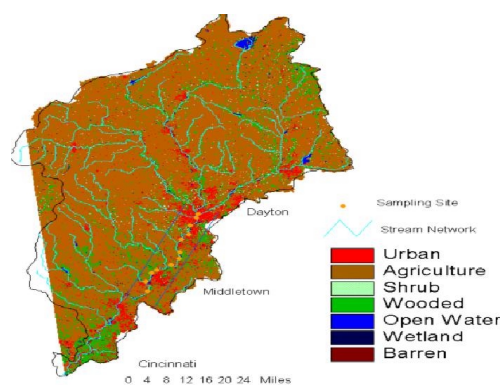 Dayton
Sampling Site
Stream Network
Urban
Agriculture
Shrub
Middletown
Wooded
Open Water
Wetland
Barren
Cincinnati
0 4 8 12 16 20 24 Miles